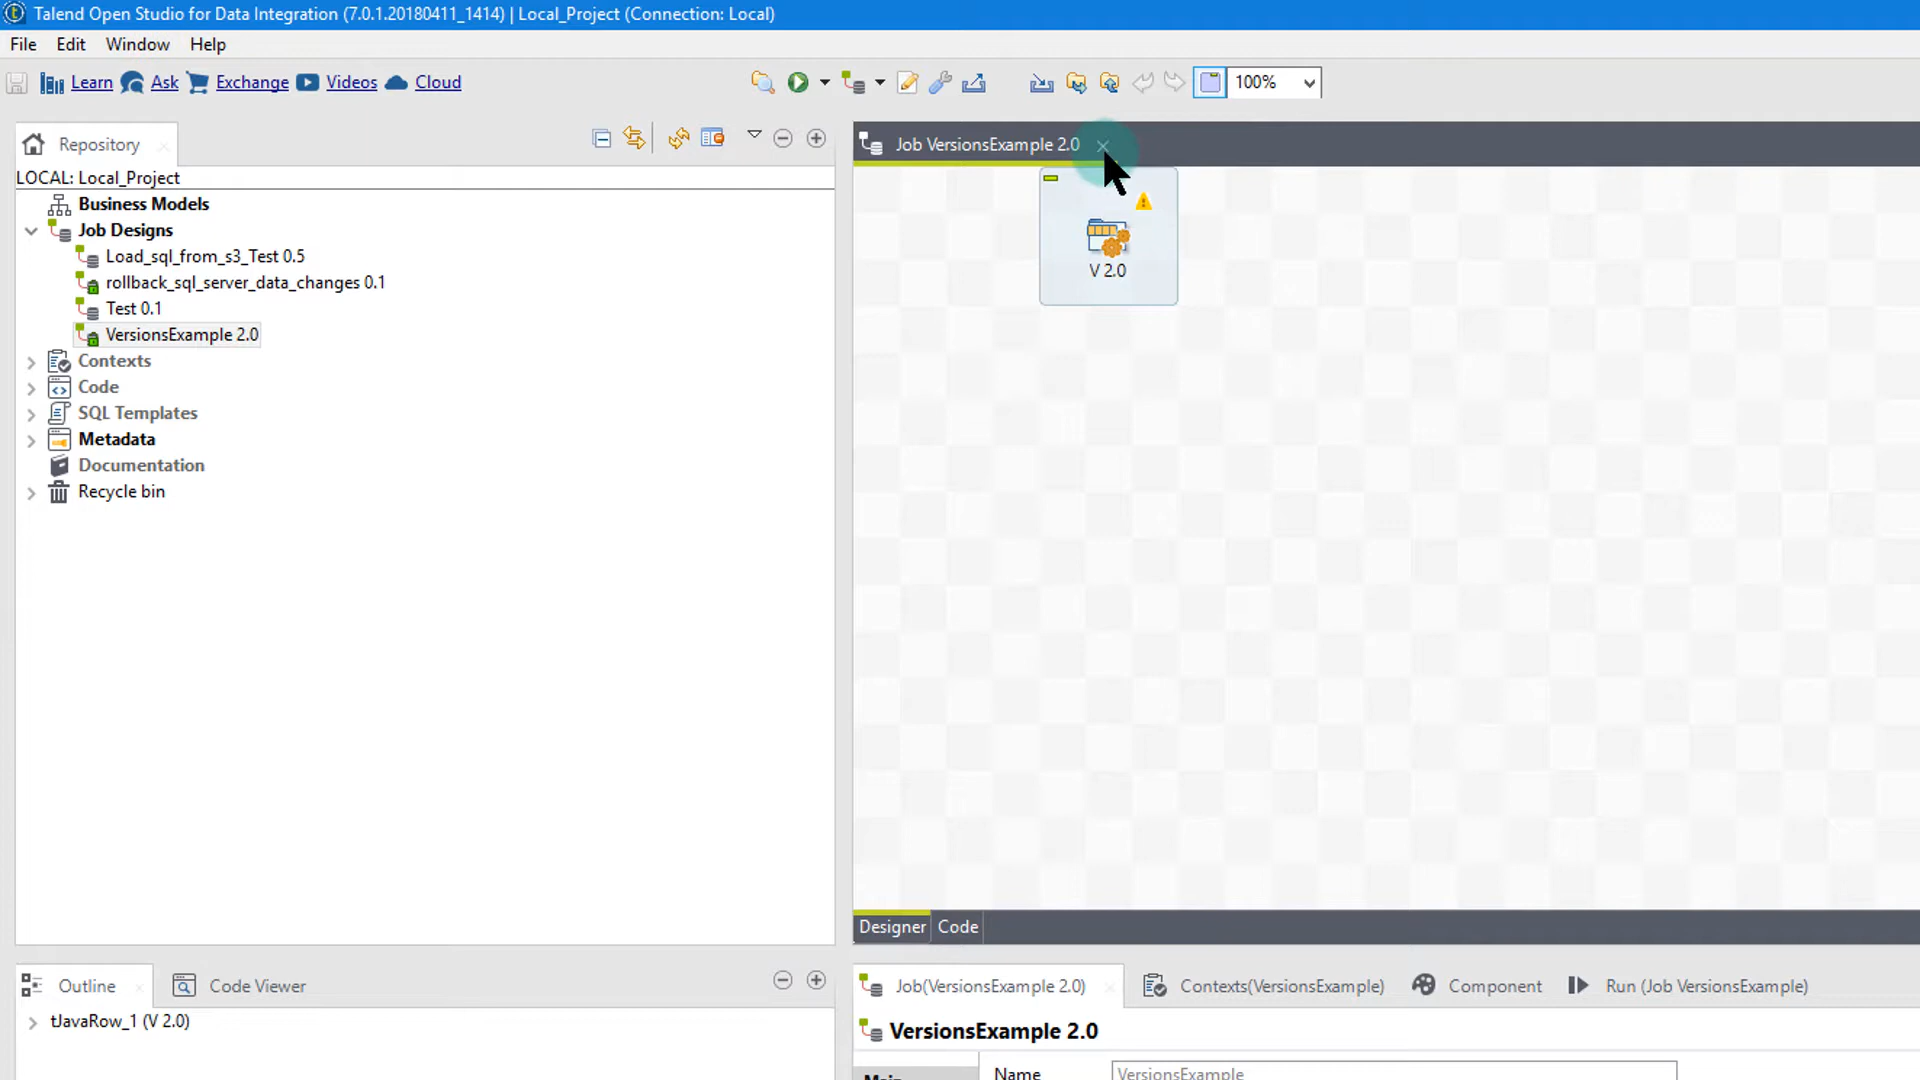 Talend Open Studio for Data Integration (7.0.1.20180411_1414) | Local_Project (Connection: Local)
File Edit Window Help
Learn Ask Exchange Videos Cloud 100%
Repository
LOCAL: Local_Project
Business Models
Job Designs
Load_sql_from_s3_Test 0.5
rollback_sql_server_data_changes 0.1
Test 0.1
VersionsExample 2.0
Contexts
Code
SQL Templates
Metadata
Documentation
Recycle bin
Job VersionsExample 2.0
V 2.0
Designer Code
Outline Code Viewer
tJavaRow_1 (V 2.0)
Job(VersionsExample 2.0) Contexts(VersionsExample) Component Run (Job VersionsExample)
VersionsExample 2.0
Main Name VersionsExample